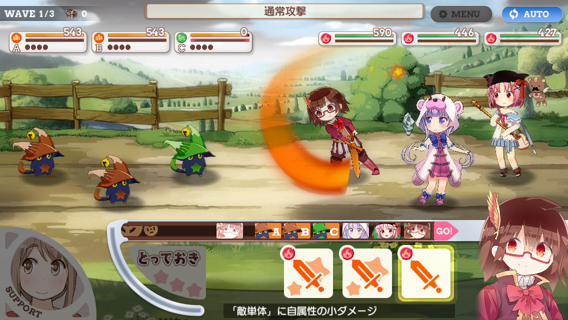 WAVE 1/3 0
通常攻撃
MENU
AUTO
543 543 0
A B C
590 446 427
A B C GO!
とっておき
SUPPORT
「敵単体」に自属性の小ダメージ